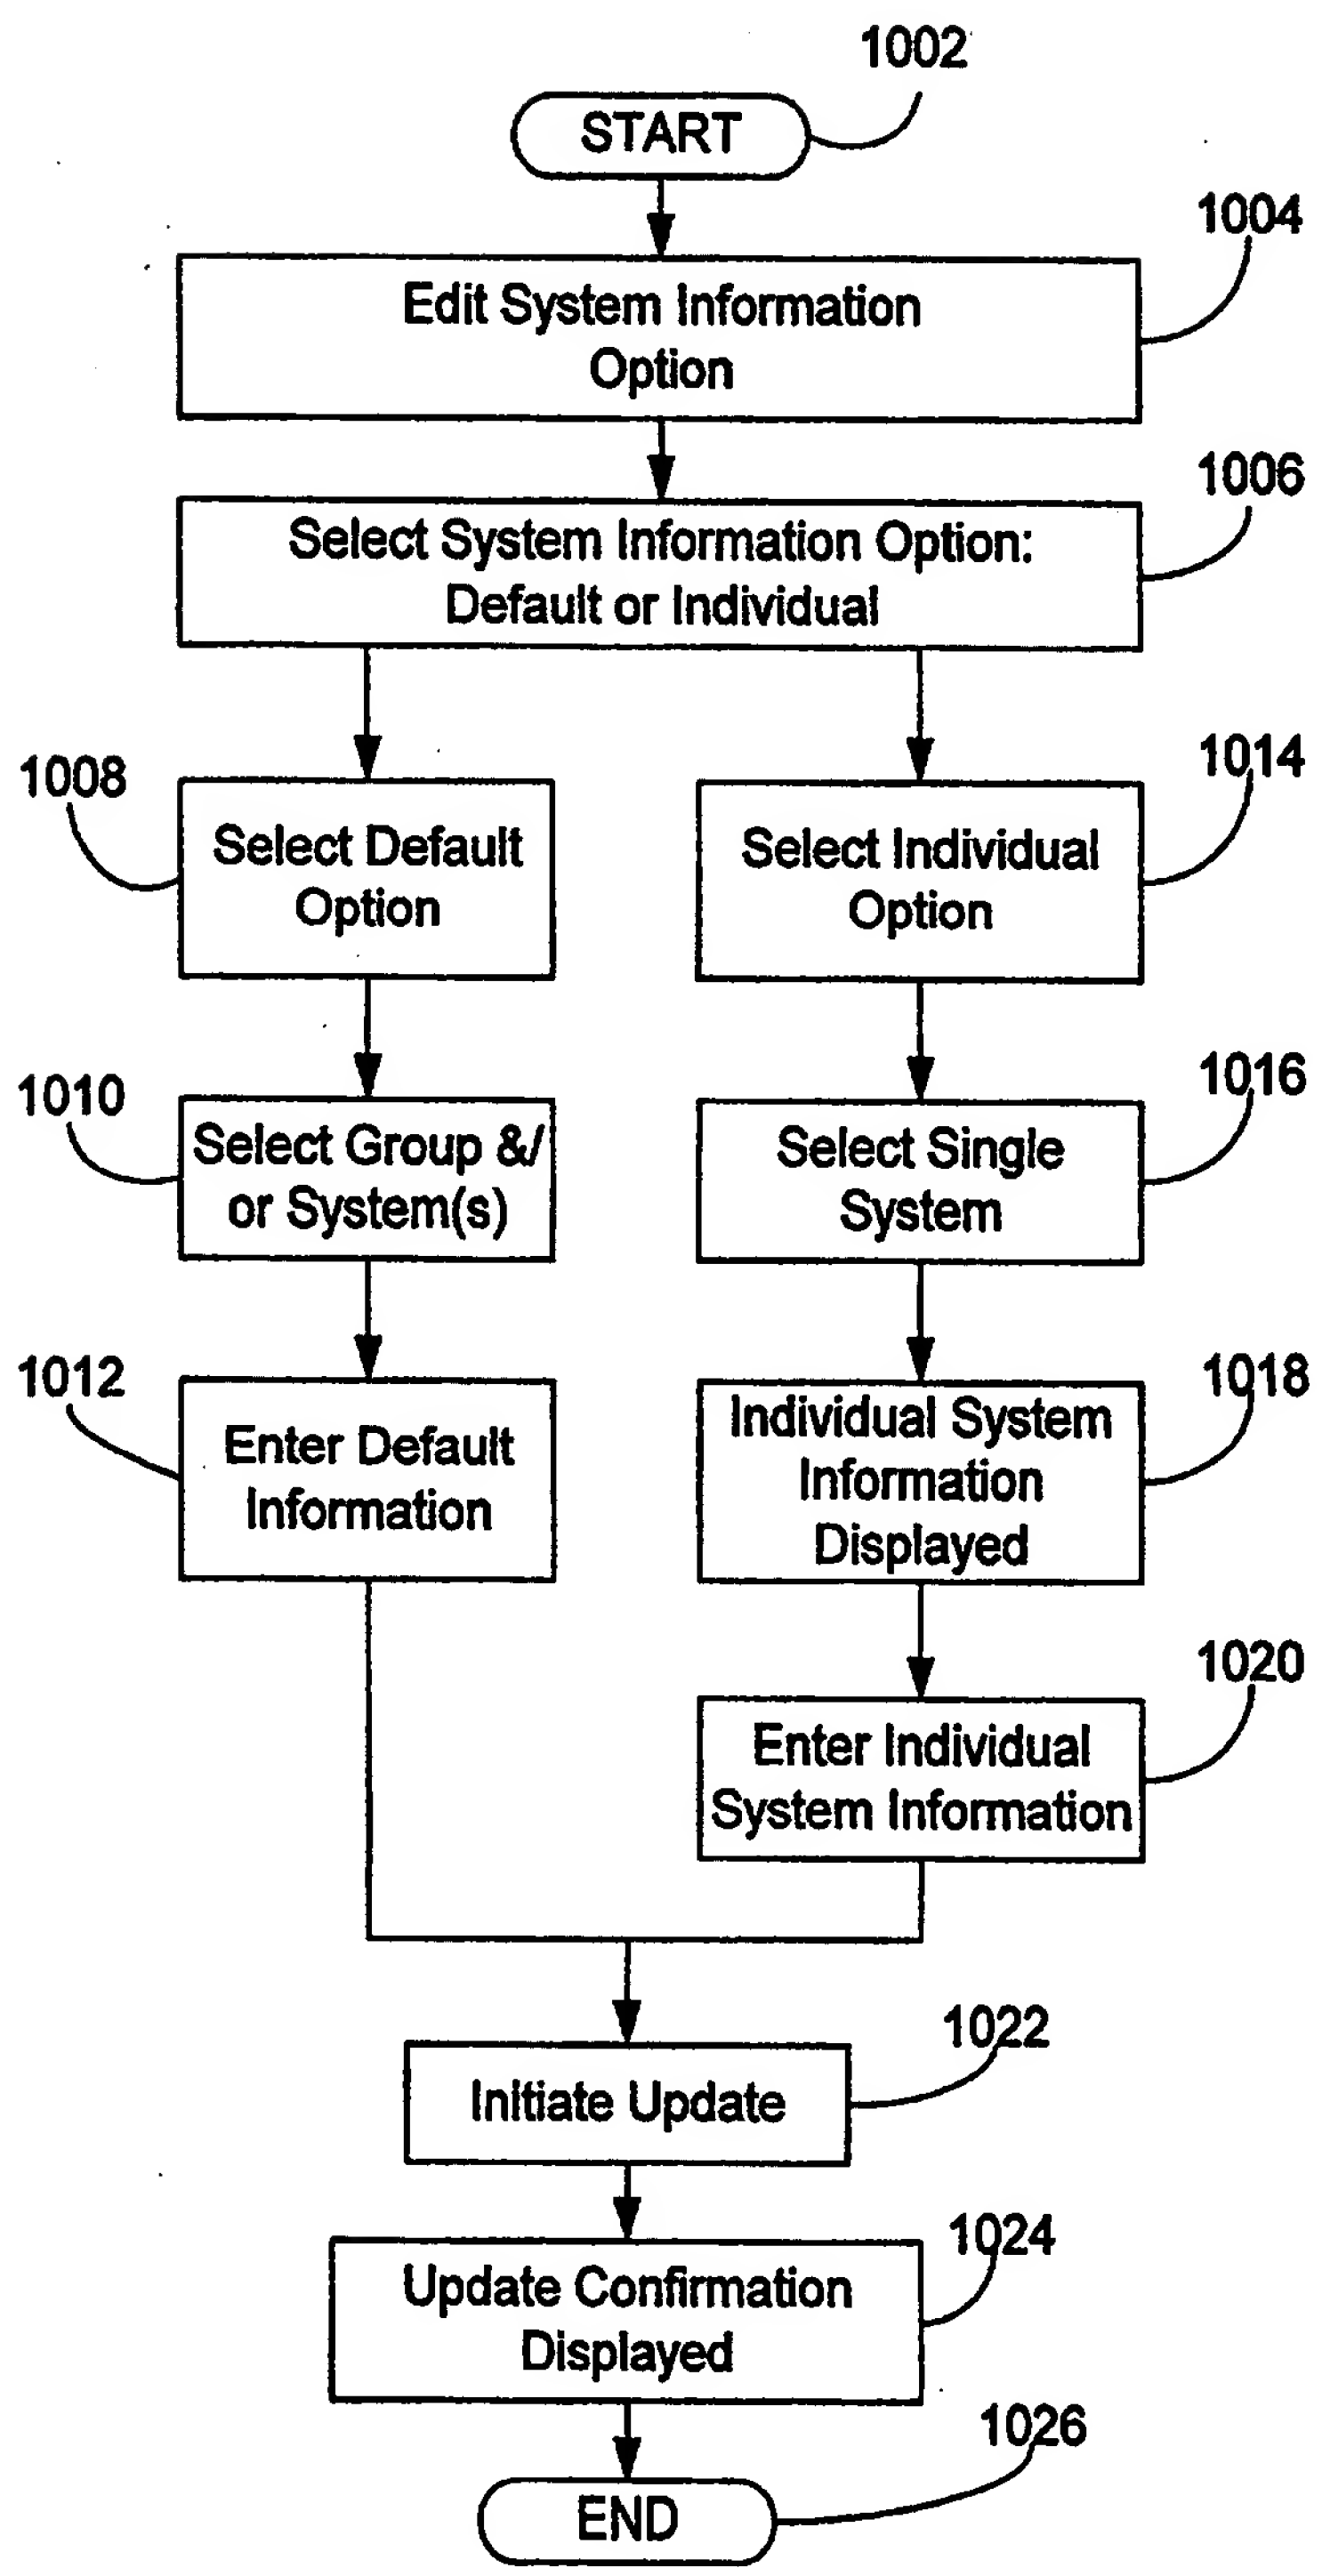 1002
START
1004
Edit System Information
Option
1006
Select System Information Option:
Default or Individual
1008
Select Default
Option
1014
Select Individual
Option
1010
Select Group &/
or System(s)
1016
Select Single
System
1012
Enter Default
Information
1018
Individual System
Information
Displayed
1020
Enter Individual
System Information
1022
Initiate Update
1024
Update Confirmation
Displayed
1026
END